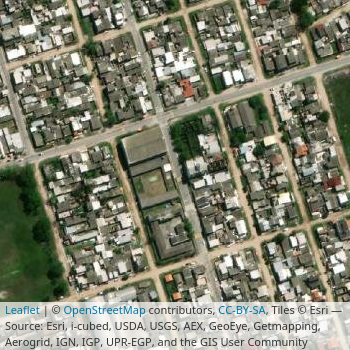 Leaflet | © OpenStreetMap contributors, CC-BY-SA, Tiles © Esri —
Source: Esri, i-cubed, USDA, USGS, AEX, GeoEye, Getmapping,
Aerogrid, IGN, IGP, UPR-EGP, and the GIS User Community